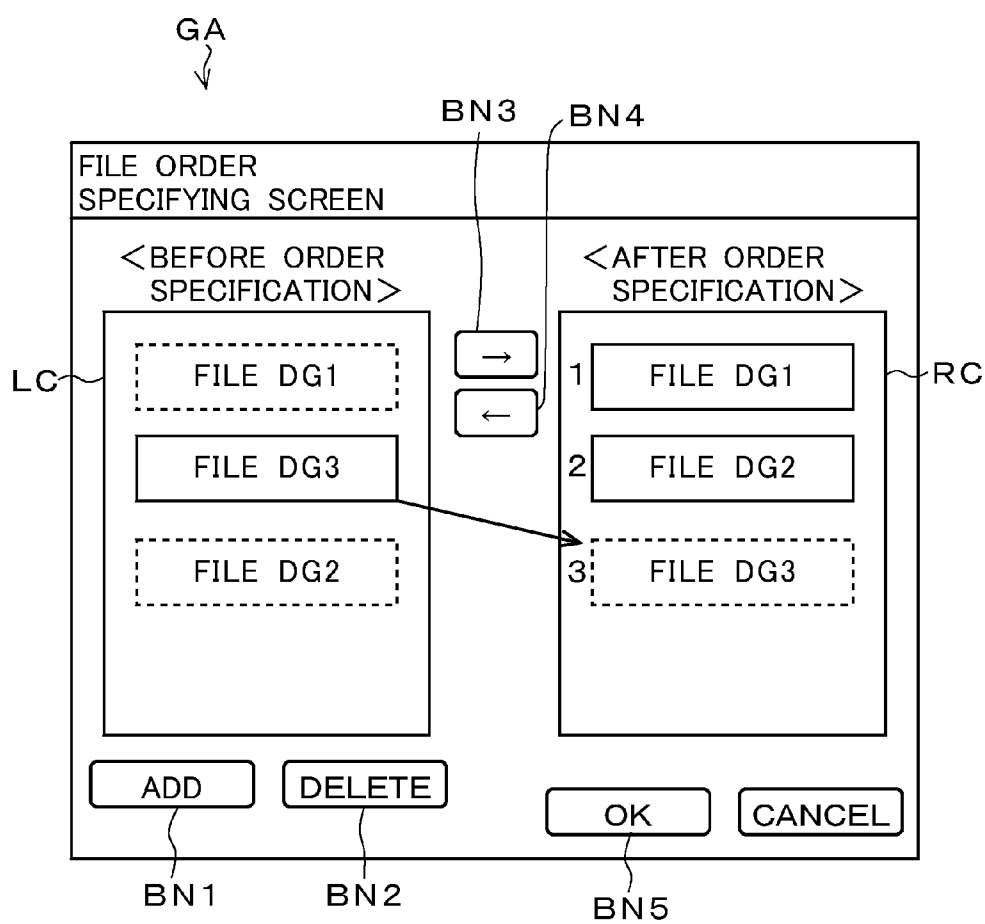 GA
BN3
BN4
FILE ORDER
SPECIFYING SCREEN
<BEFORE ORDER
SPECIFICATION>
<AFTER ORDER
SPECIFICATION>
LC
FILE DG1
→
1 FILE DG1
RC
←
FILE DG3
2 FILE DG2
FILE DG2
3 FILE DG3
ADD
DELETE
OK
CANCEL
BN1
BN2
BN5